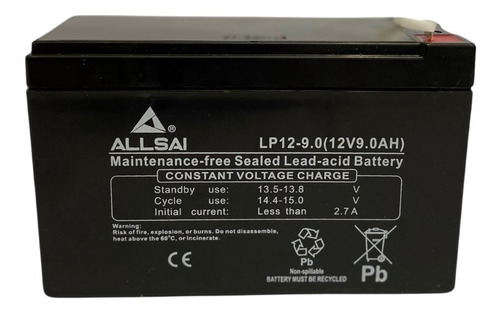 ALLSAI®
LP12-9.0(12V9.0AH)
Maintenance-free Sealed Lead-acid Battery
CONSTANT VOLTAGE CHARGE
Standby use: 13.5-13.8 V
Cycle use: 14.4-15.0 V
Initial current: Less than 2.7 A
Warning:
Risk of fire, explosion, or burns. Do not disassemble,
heat above the 60°C, or incinerate.
CE
Pb
Non-spillable
BATTERY MUST BE RECYCLED
Pb